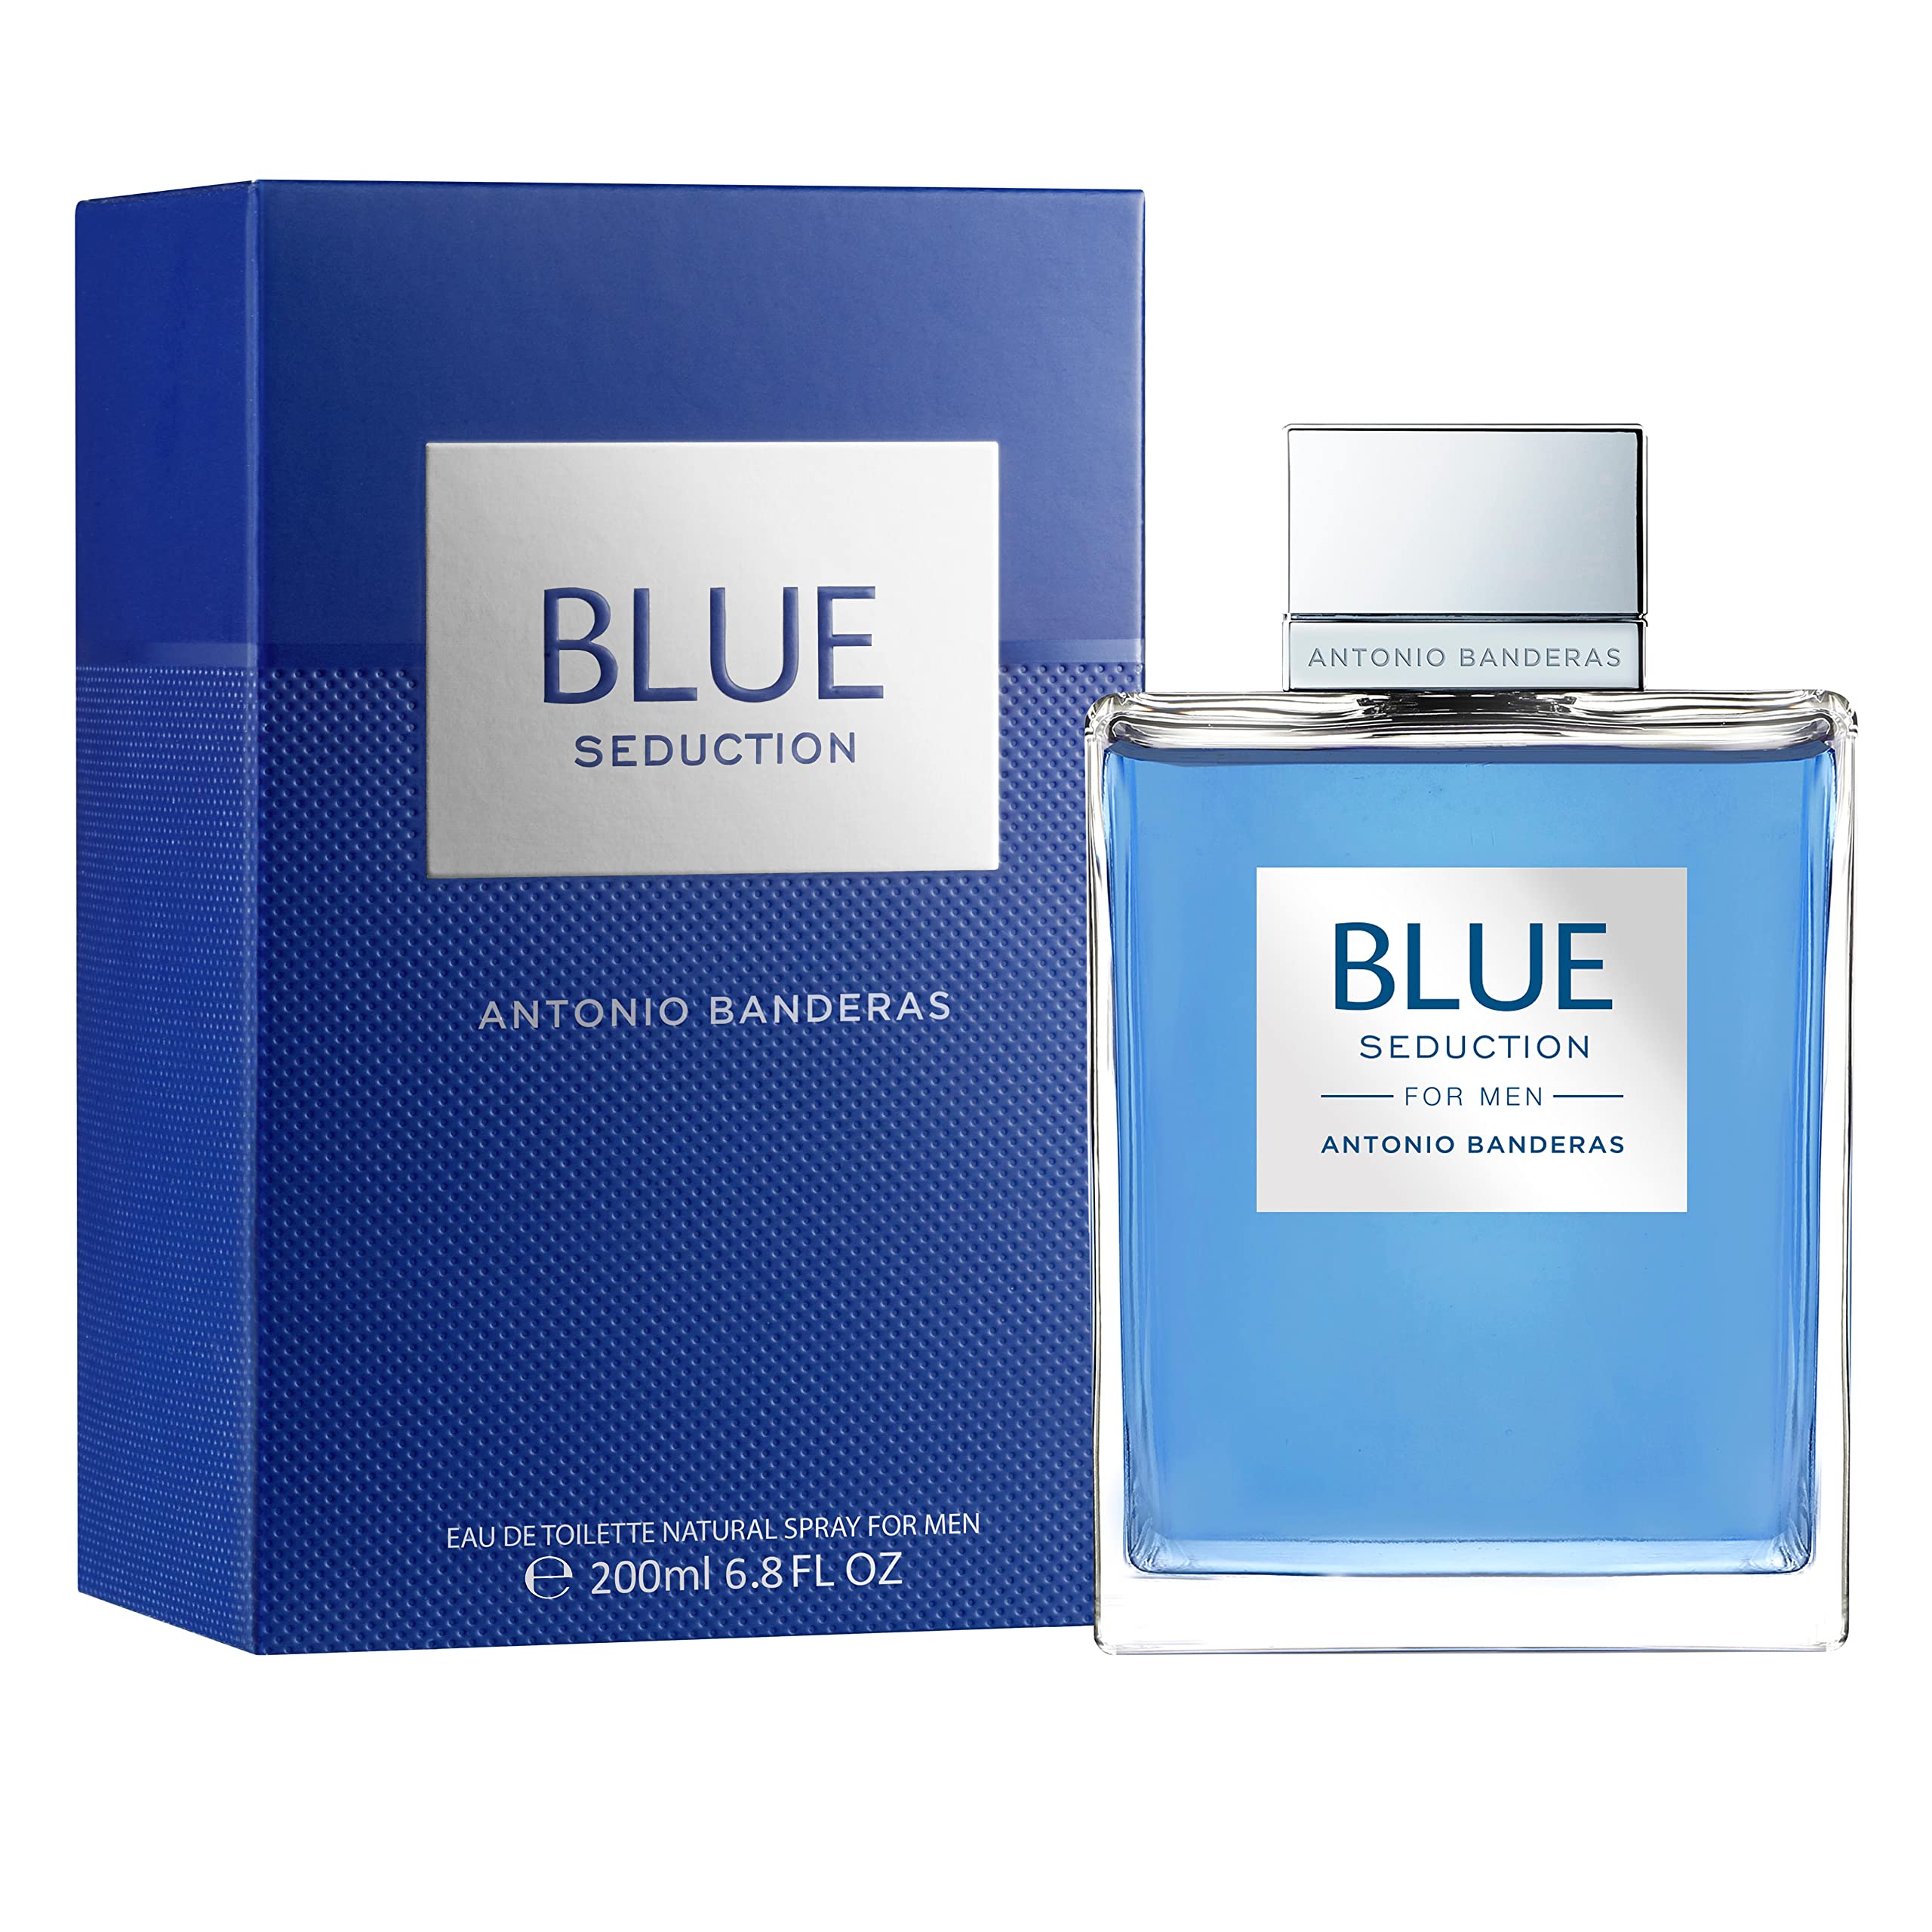 BLUE
SEDUCTION
ANTONIO BANDERAS
EAU DE TOILETTE NATURAL SPRAY FOR MEN
℮ 200ml 6.8 FL OZ
ANTONIO BANDERAS
BLUE
SEDUCTION
FOR MEN
ANTONIO BANDERAS